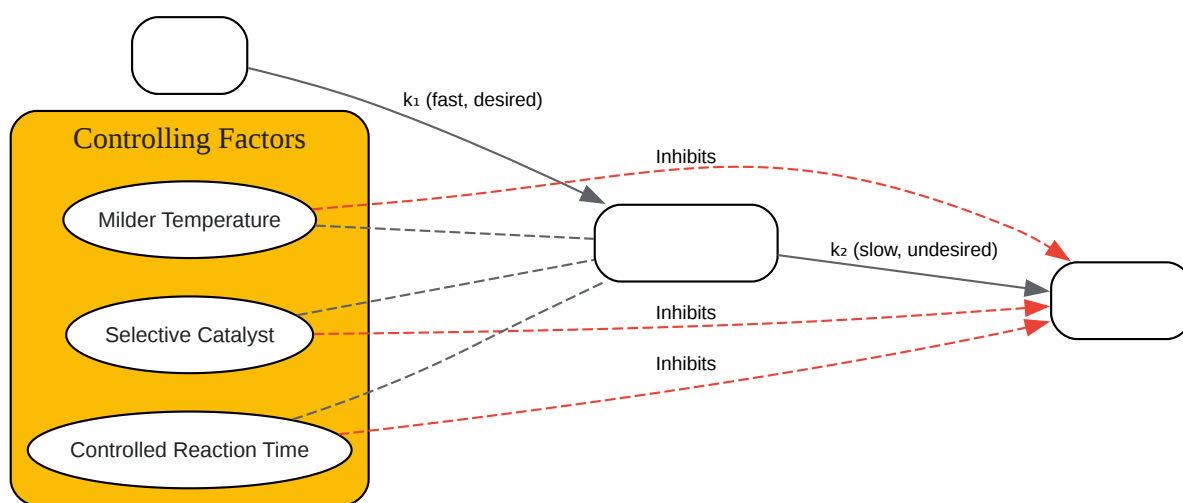 k₁ (fast, desired)
Controlling Factors
Inhibits
Milder Temperature
k₂ (slow, undesired)
Inhibits
Selective Catalyst
Inhibits
Controlled Reaction Time